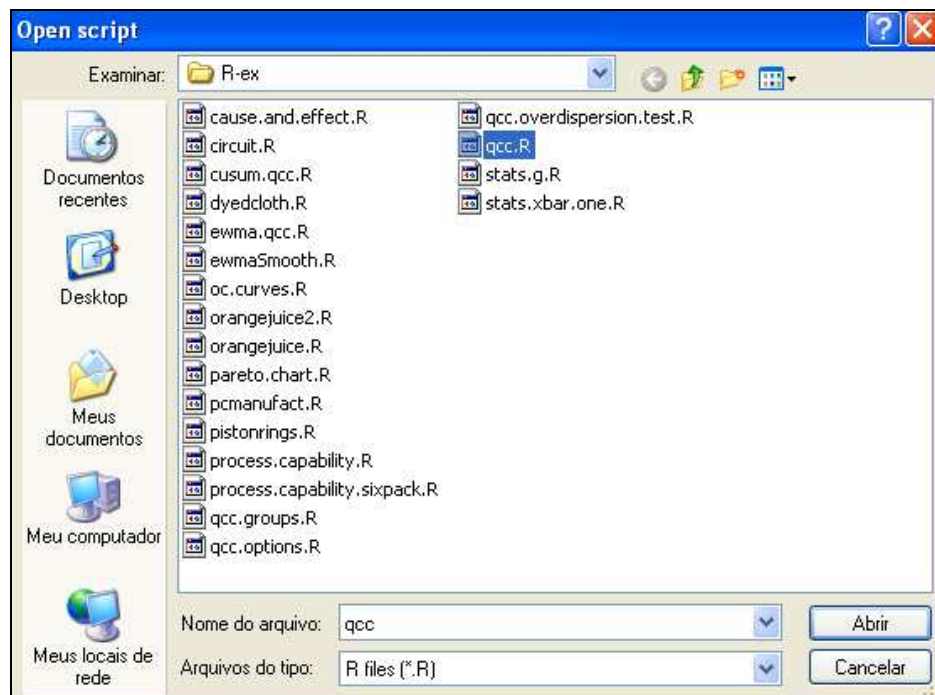 Open script
Examinar:
R-ex
Documentos
recentes
Desktop
Meus
documentos
Meu computador
Meus locais de
rede
cause.and.effect.R
circuit.R
cusum.qcc.R
dyedcloth.R
ewma.qcc.R
ewmaSmooth.R
oc.curves.R
orangejuice2.R
orangejuice.R
pareto.chart.R
pcmanufact.R
pistonrings.R
process.capability.R
process.capability.sixpack.R
qcc.groups.R
qcc.options.R
qcc.overdispersion.test.R
qcc.R
stats.g.R
stats.xbar.one.R
Nome do arquivo:
qcc
Abrir
Arquivos do tipo:
R files (*.R)
Cancelar